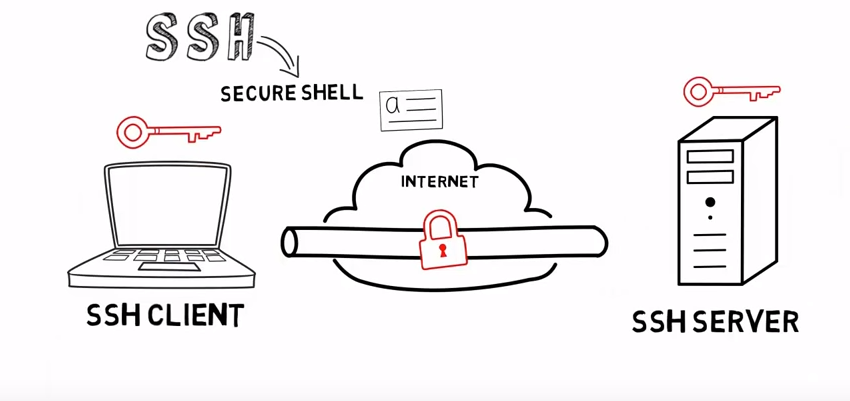 SSH
SECURE SHELL
a
INTERNET
SSH CLIENT
SSH SERVER